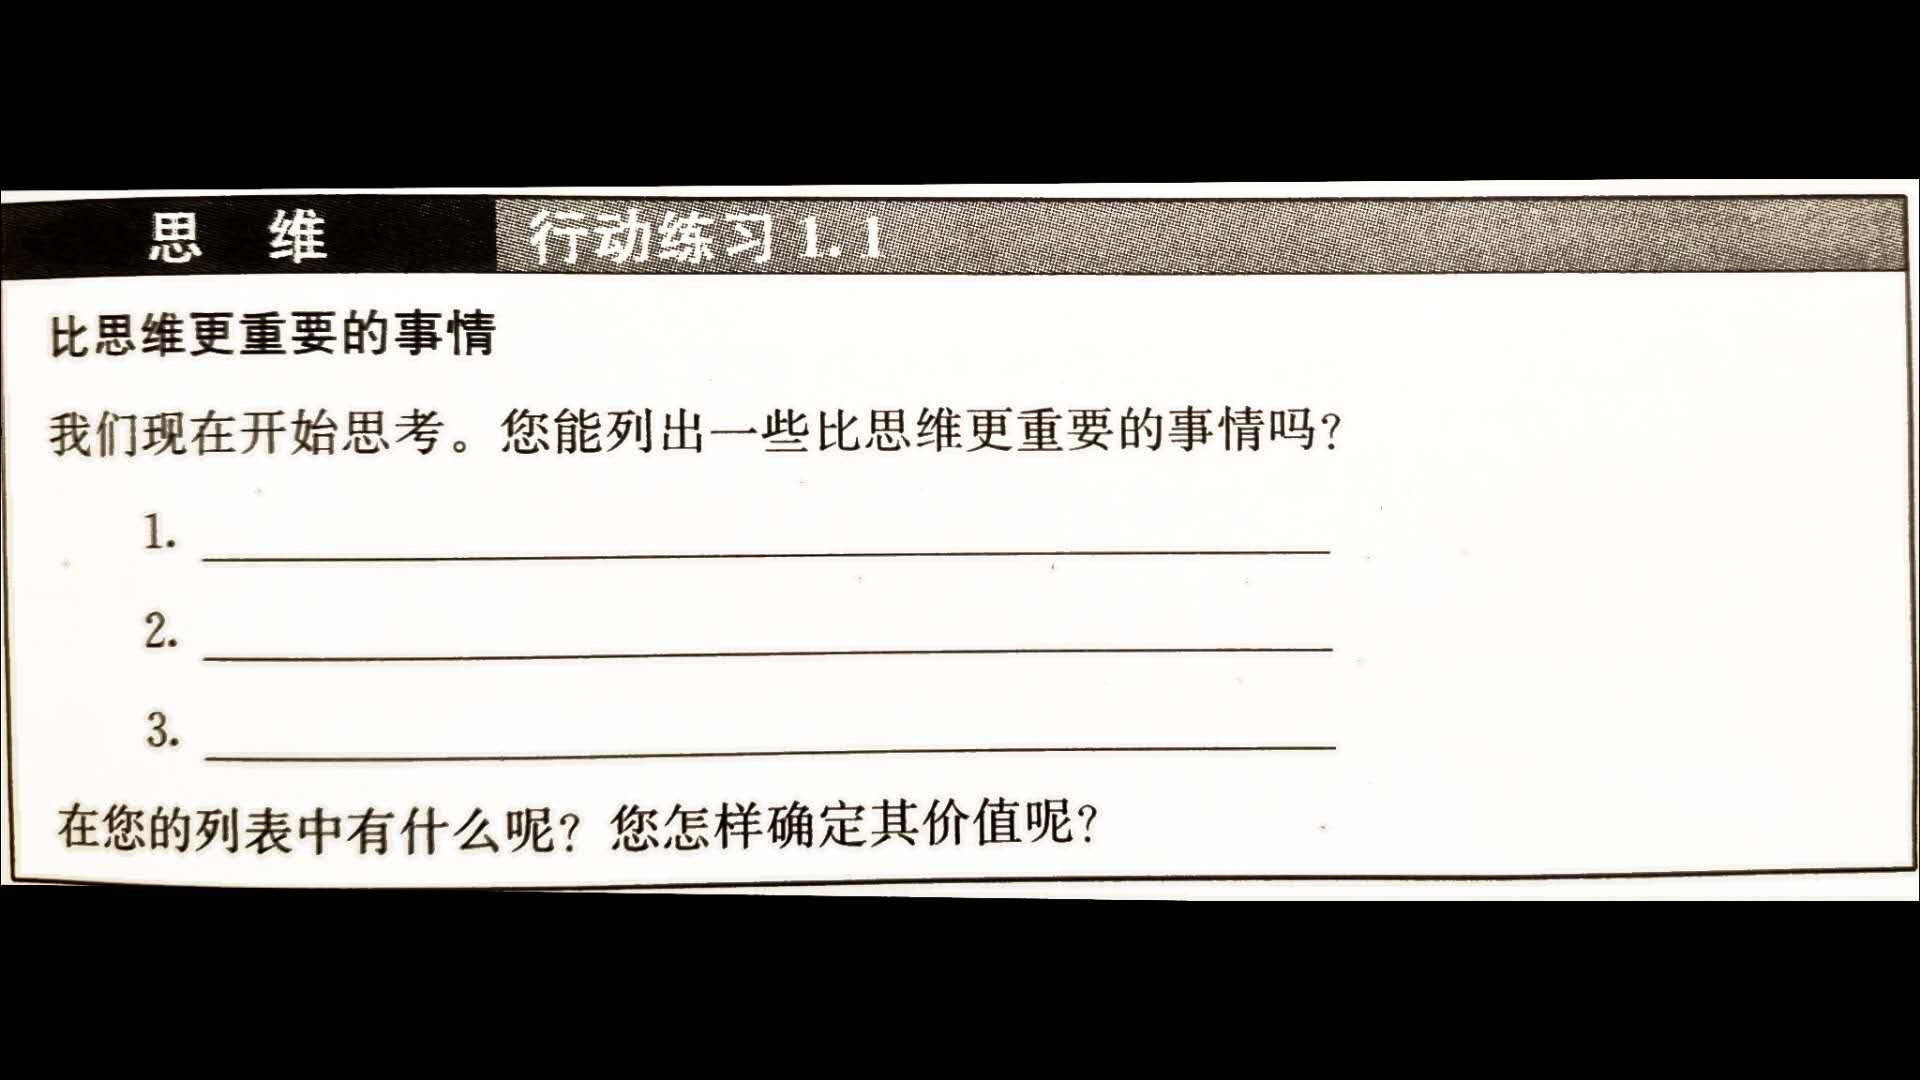 思 维 行动练习1.1
比思维更重要的事情
我们现在开始思考。您能列出一些比思维更重要的事情吗?
1.
2.
3.
在您的列表中有什么呢? 您怎样确定其价值呢?